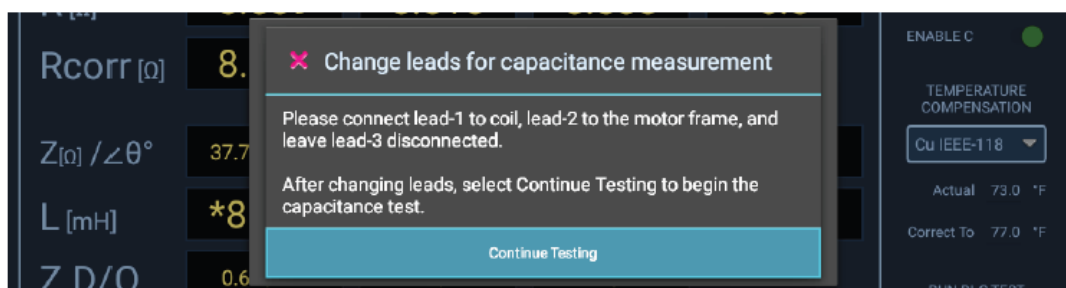 Change leads for capacitance measurement
Please connect lead-1 to coil, lead-2 to the motor frame, and
leave lead-3 disconnected.
After changing leads, select Continue Testing to begin the
capacitance test.
Continue Testing
Rcorr [Ω] 8.
Z[Ω] /∠θ° 37.7
L [mH] *8
0.6
ENABLE C
TEMPERATURE
COMPENSATION
Cu IEEE-118
Actual 73.0 °F
Correct To 77.0 °F